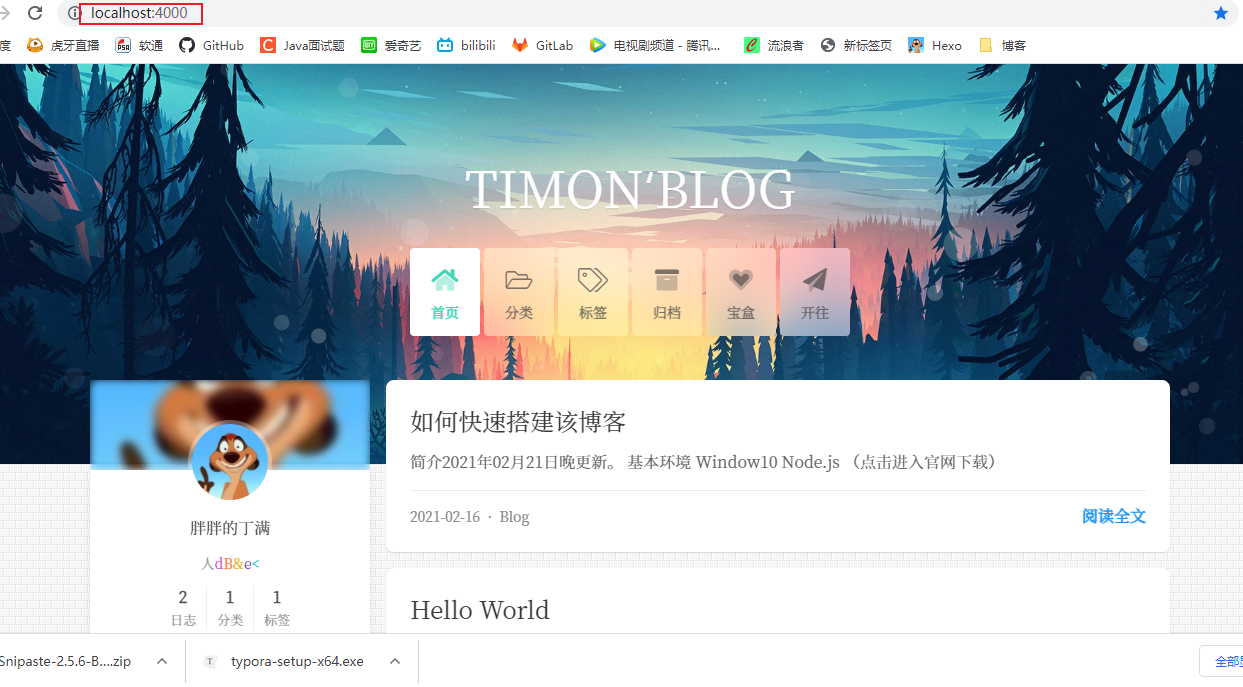 localhost:4000
度 虎牙直播 软通 GitHub Java面试题 爱奇艺 bilibili GitLab 电视剧频道 - 腾讯... 流浪者 新标签页 Hexo 博客
TIMON‘BLOG
首页 分类 标签 归档 宝盒 开往
如何快速搭建该博客
简介2021年02月21日晚更新。 基本环境 Window10 Node.js （点击进入官网下载）
2021-02-16 · Blog
阅读全文
胖胖的丁满
人dB&e<
2 1 1
日志 分类 标签
Hello World
Snipaste-2.5.6-B....zip typora-setup-x64.exe